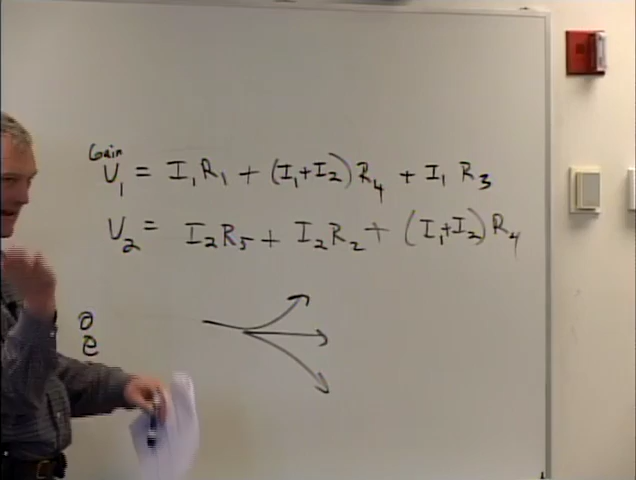 Gain
V₁ = I₁R₁ + (I₁+I₂)R₄ + I₁ R₃
V₂ = I₂R₅ + I₂R₂ + (I₁+I₂)R₄